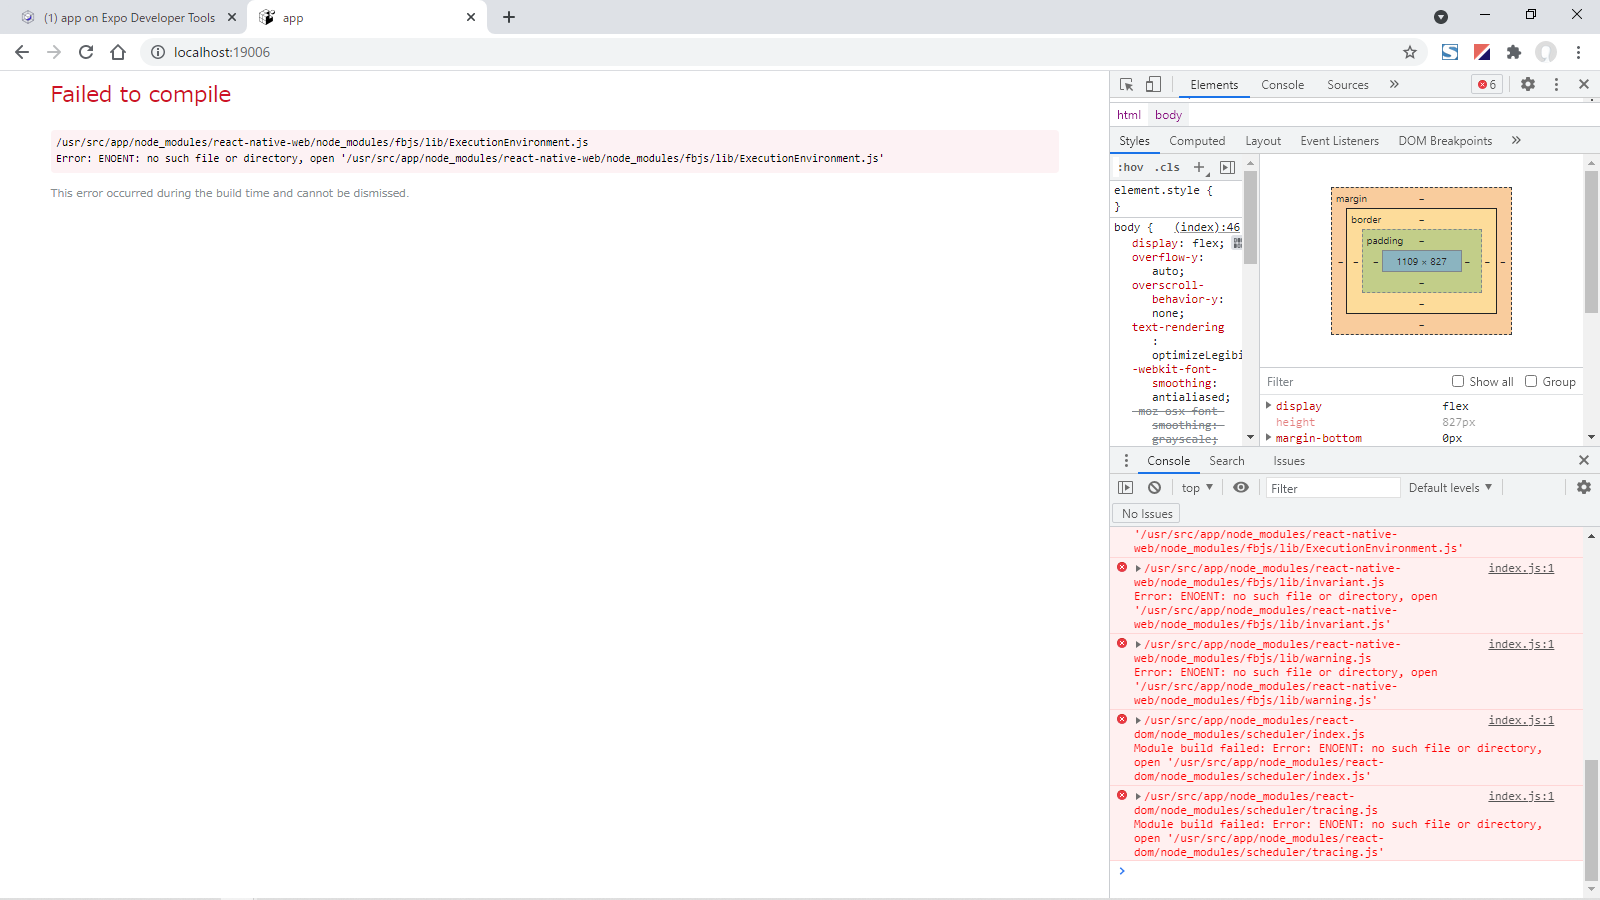 (1) app on Expo Developer Tools
app
localhost:19006
Failed to compile
/usr/src/app/node_modules/react-native-web/node_modules/fbjs/lib/ExecutionEnvironment.js
Error: ENOENT: no such file or directory, open '/usr/src/app/node_modules/react-native-web/node_modules/fbjs/lib/ExecutionEnvironment.js'
This error occurred during the build time and cannot be dismissed.
Elements Console Sources » 6
html body
Styles Computed Layout Event Listeners DOM Breakpoints »
:hov .cls +
element.style {
}
body { (index):46
display: flex;
overflow-y:
auto;
overscroll-
behavior-y:
none;
text-rendering
:
optimizeLegibi
-webkit-font-
smoothing:
antialiased;
-moz-osx-font-
smoothing:
grayscale;
margin –
border –
padding –
– – – 1109 × 827 – – –
–
–
–
Filter Show all Group
display flex
height 827px
margin-bottom 0px
Console Search Issues
top Filter Default levels
No Issues
'/usr/src/app/node_modules/react-native-
web/node_modules/fbjs/lib/ExecutionEnvironment.js'
/usr/src/app/node_modules/react-native- index.js:1
web/node_modules/fbjs/lib/invariant.js
Error: ENOENT: no such file or directory, open
'/usr/src/app/node_modules/react-native-
web/node_modules/fbjs/lib/invariant.js'
/usr/src/app/node_modules/react-native- index.js:1
web/node_modules/fbjs/lib/warning.js
Error: ENOENT: no such file or directory, open
'/usr/src/app/node_modules/react-native-
web/node_modules/fbjs/lib/warning.js'
/usr/src/app/node_modules/react- index.js:1
dom/node_modules/scheduler/index.js
Module build failed: Error: ENOENT: no such file or directory,
open '/usr/src/app/node_modules/react-
dom/node_modules/scheduler/index.js'
/usr/src/app/node_modules/react- index.js:1
dom/node_modules/scheduler/tracing.js
Module build failed: Error: ENOENT: no such file or directory,
open '/usr/src/app/node_modules/react-
dom/node_modules/scheduler/tracing.js'
>